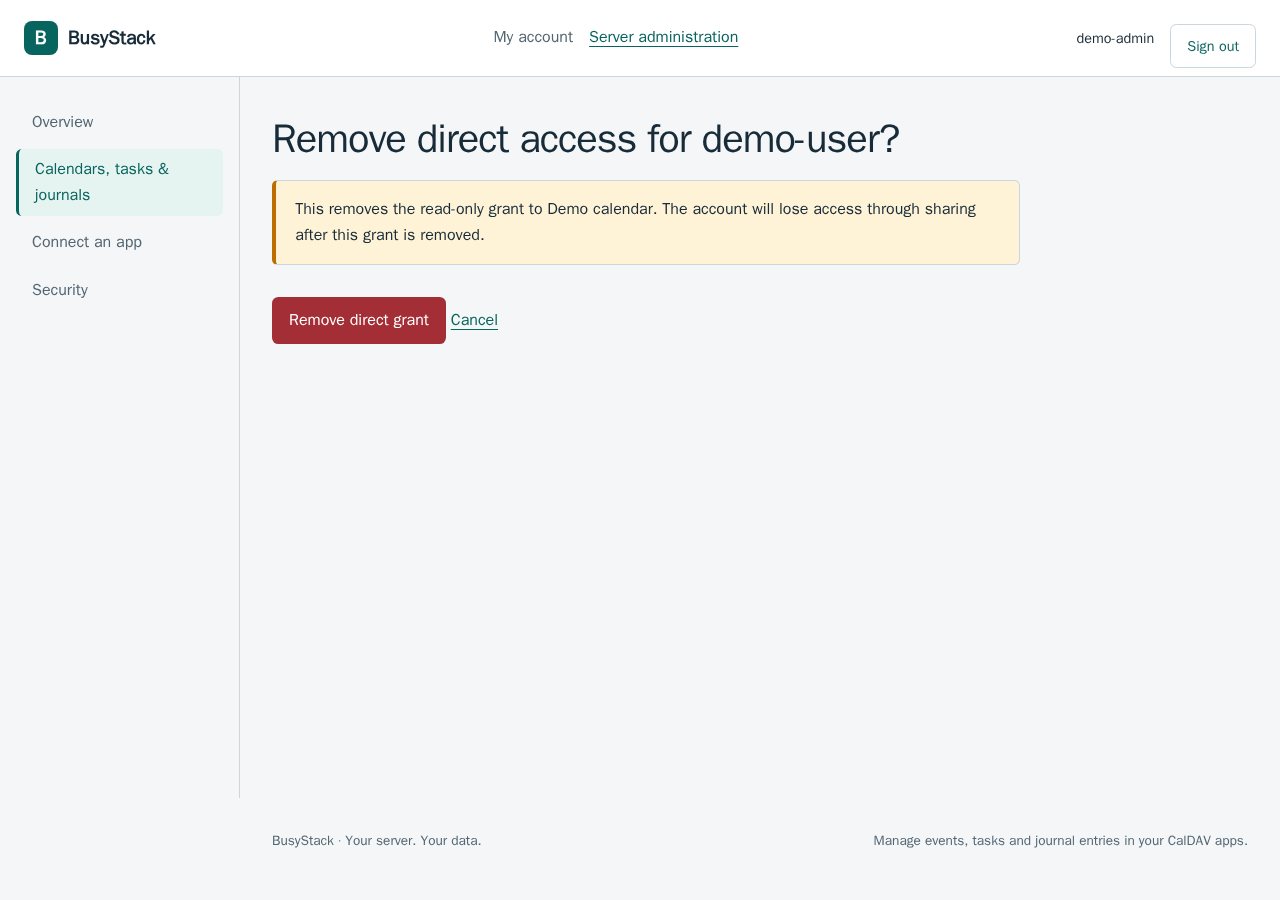 B BusyStack
My account Server administration
demo-admin Sign out
Overview
Calendars, tasks &
journals
Connect an app
Security
Remove direct access for demo-user?
This removes the read-only grant to Demo calendar. The account will lose access through sharing
after this grant is removed.
Remove direct grant Cancel
BusyStack · Your server. Your data.
Manage events, tasks and journal entries in your CalDAV apps.